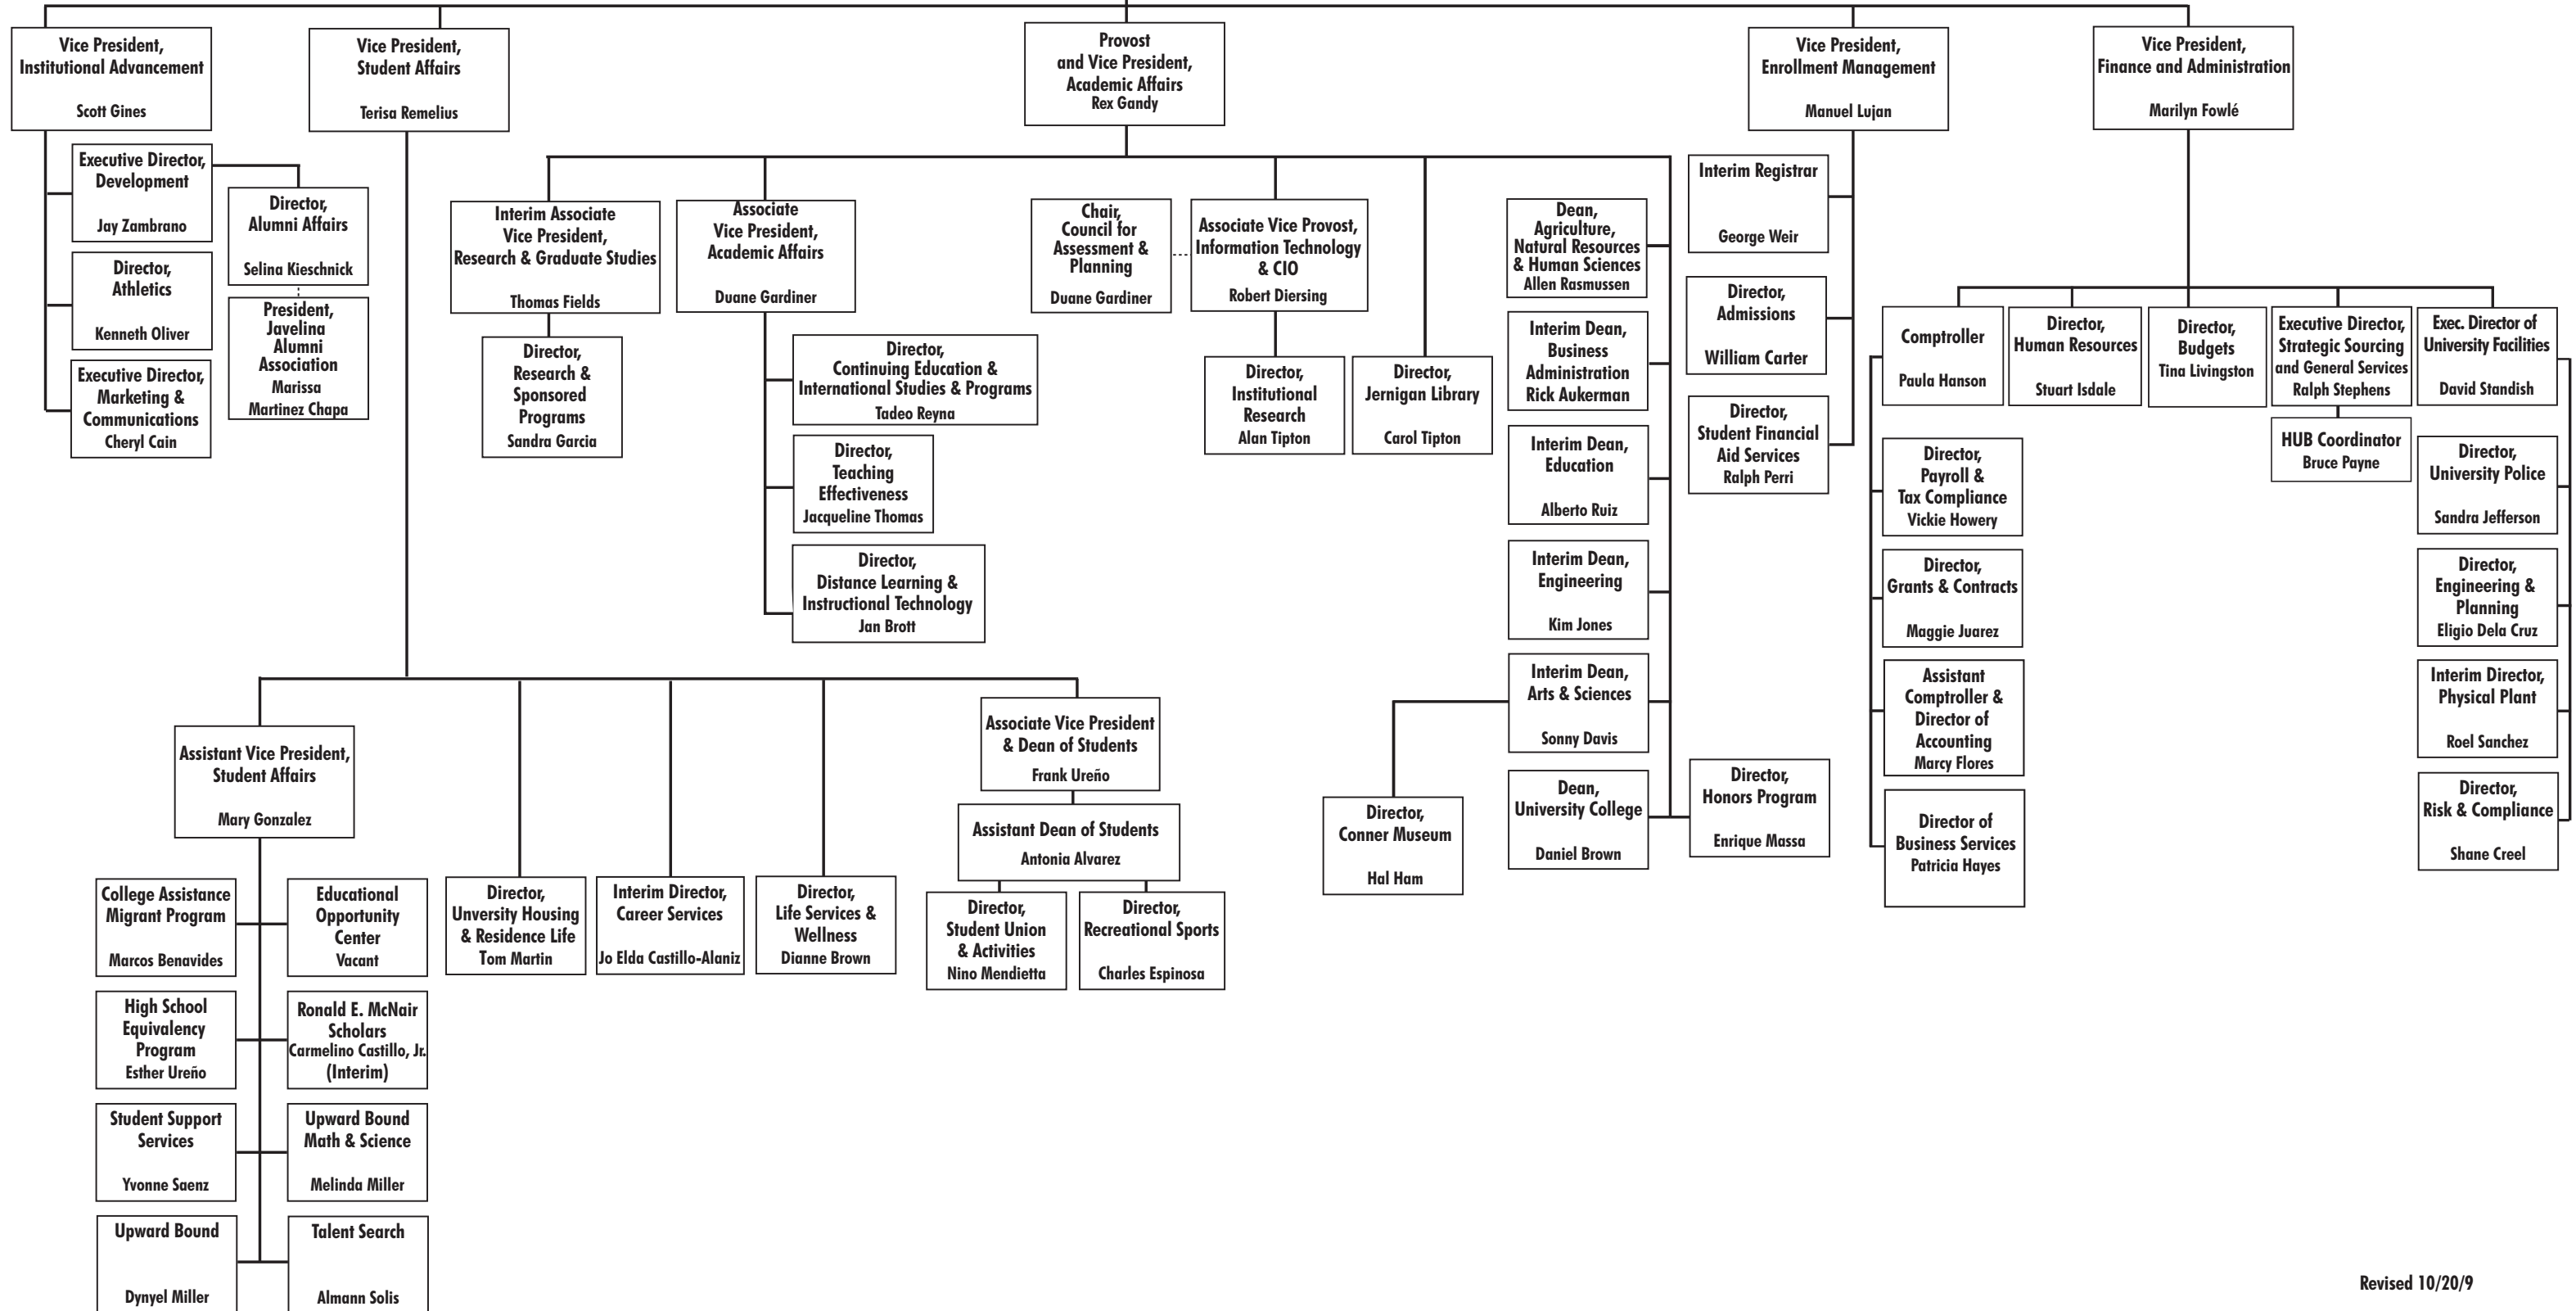 Vice President,
Institutional Advancement
Scott Gines
Vice President,
Student Affairs
Terisa Remelius
Provost
and Vice President,
Academic Affairs
Rex Gandy
Vice President,
Enrollment Management
Manuel Lujan
Vice President,
Finance and Administration
Marilyn Fowlé
Executive Director,
Development
Jay Zambrano
Director,
Alumni Affairs
Selina Kieschnick
Director,
Athletics
Kenneth Oliver
President,
Javelina
Alumni
Association
Marissa
Martinez Chapa
Executive Director,
Marketing &
Communications
Cheryl Cain
Interim Associate
Vice President,
Research & Graduate Studies
Thomas Fields
Director,
Research &
Sponsored
Programs
Sandra Garcia
Associate
Vice President,
Academic Affairs
Duane Gardiner
Director,
Continuing Education &
International Studies & Programs
Tadeo Reyna
Director,
Teaching
Effectiveness
Jacqueline Thomas
Director,
Distance Learning &
Instructional Technology
Jan Brott
Chair,
Council for
Assessment &
Planning
Duane Gardiner
Associate Vice Provost,
Information Technology
& CIO
Robert Diersing
Director,
Institutional
Research
Alan Tipton
Director,
Jernigan Library
Carol Tipton
Dean,
Agriculture,
Natural Resources
& Human Sciences
Allen Rasmussen
Interim Dean,
Business
Administration
Rick Aukerman
Interim Dean,
Education
Alberto Ruiz
Interim Dean,
Engineering
Kim Jones
Interim Dean,
Arts & Sciences
Sonny Davis
Director,
Conner Museum
Hal Ham
Dean,
University College
Daniel Brown
Director,
Honors Program
Enrique Massa
Interim Registrar
George Weir
Director,
Admissions
William Carter
Director,
Student Financial
Aid Services
Ralph Perri
Comptroller
Paula Hanson
Director,
Human Resources
Stuart Isdale
Director,
Budgets
Tina Livingston
Executive Director,
Strategic Sourcing
and General Services
Ralph Stephens
Exec. Director of
University Facilities
David Standish
HUB Coordinator
Bruce Payne
Director,
Payroll &
Tax Compliance
Vickie Howery
Director,
Grants & Contracts
Maggie Juarez
Assistant
Comptroller &
Director of
Accounting
Marcy Flores
Director of
Business Services
Patricia Hayes
Director,
University Police
Sandra Jefferson
Director,
Engineering &
Planning
Eligio Dela Cruz
Interim Director,
Physical Plant
Roel Sanchez
Director,
Risk & Compliance
Shane Creel
Assistant Vice President,
Student Affairs
Mary Gonzalez
Associate Vice President
& Dean of Students
Frank Ureño
Assistant Dean of Students
Antonia Alvarez
College Assistance
Migrant Program
Marcos Benavides
Educational
Opportunity
Center
Vacant
Director,
Unversity Housing
& Residence Life
Tom Martin
Interim Director,
Career Services
Jo Elda Castillo-Alaniz
Director,
Life Services &
Wellness
Dianne Brown
Director,
Student Union
& Activities
Nino Mendietta
Director,
Recreational Sports
Charles Espinosa
High School
Equivalency
Program
Esther Ureño
Ronald E. McNair
Scholars
Carmelino Castillo, Jr.
(Interim)
Student Support
Services
Yvonne Saenz
Upward Bound
Math & Science
Melinda Miller
Upward Bound
Dynyel Miller
Talent Search
Almann Solis
Revised 10/20/9